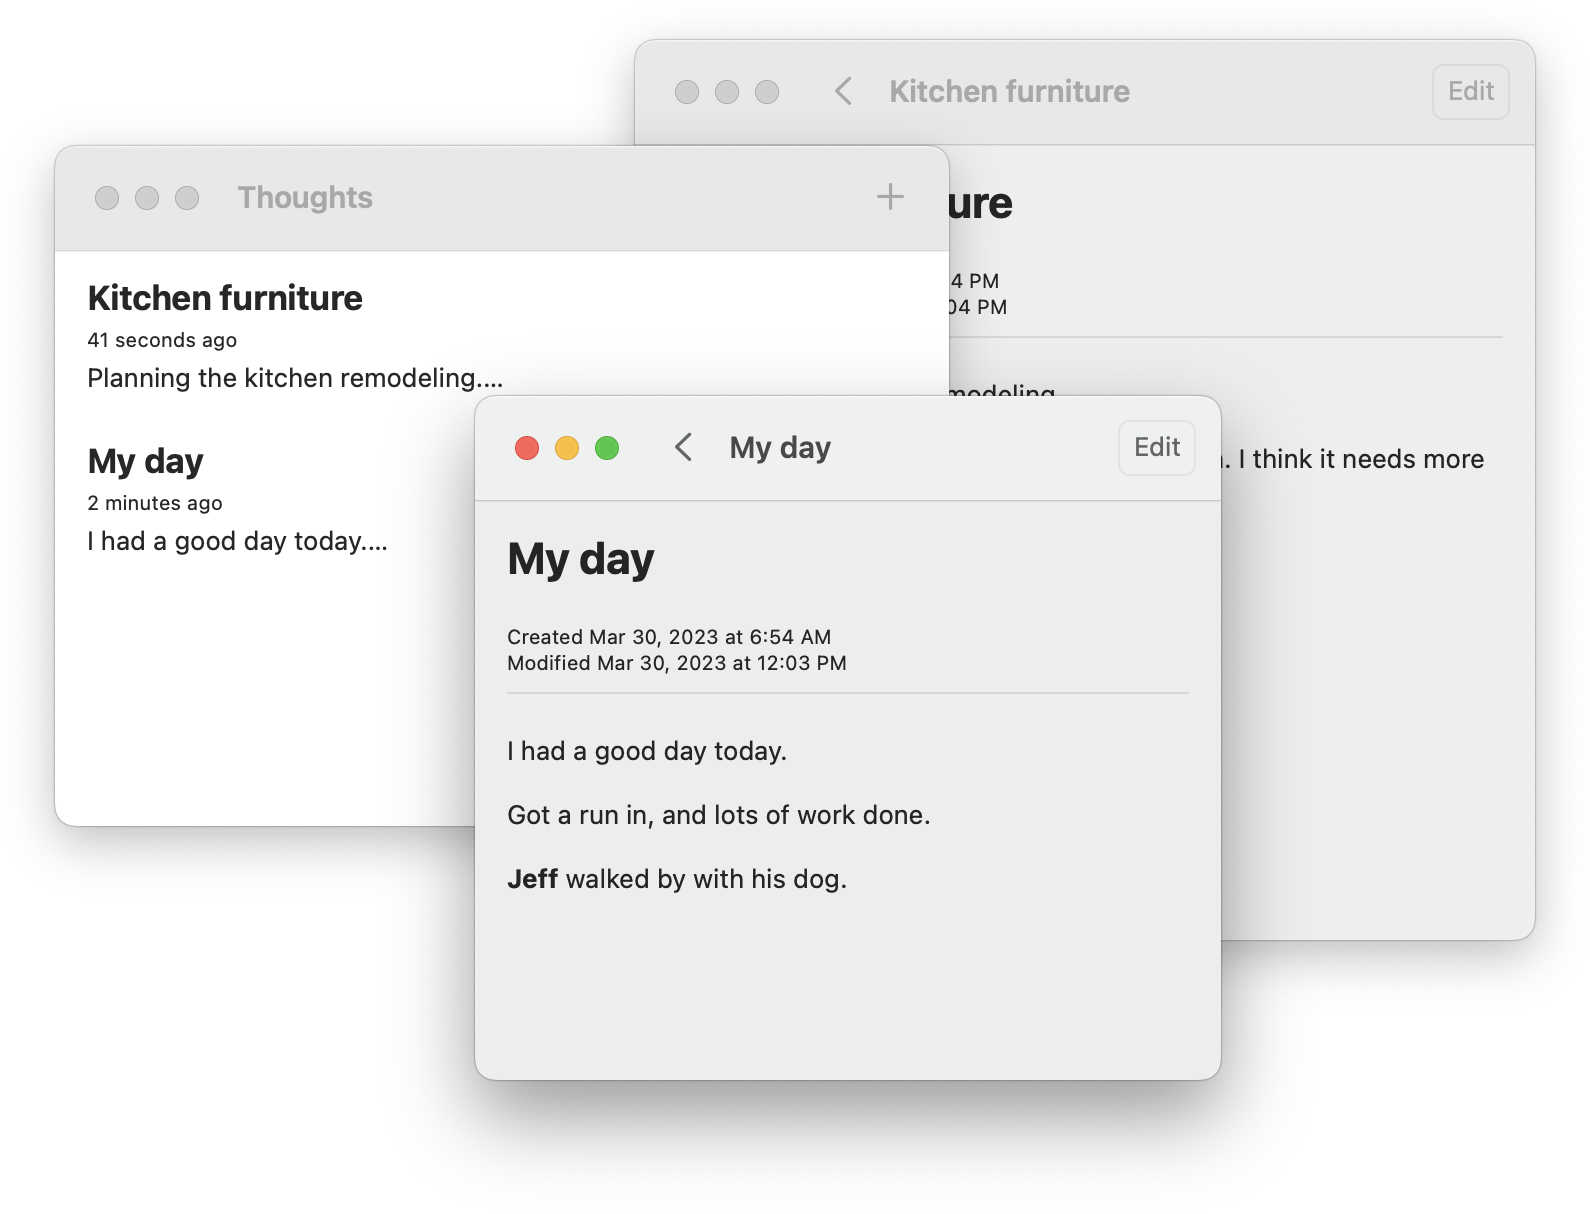 Kitchen furniture
Edit
Thoughts
Kitchen furniture
41 seconds ago
Planning the kitchen remodeling....
My day
2 minutes ago
I had a good day today....
4 PM
04 PM
. I think it needs more
My day
Edit
My day
Created Mar 30, 2023 at 6:54 AM
Modified Mar 30, 2023 at 12:03 PM
I had a good day today.
Got a run in, and lots of work done.
Jeff walked by with his dog.